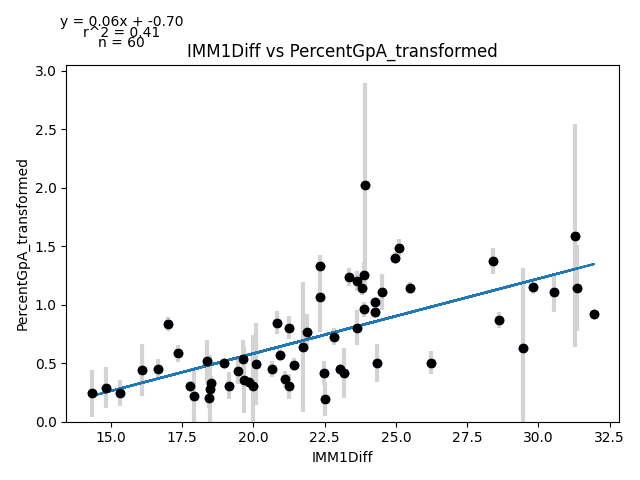 y = 0.06x + -0.70
r^2 = 0.41
n = 60
IMM1Diff vs PercentGpA_transformed
3.0
2.5
2.0
1.5
1.0
0.5
0.0
PercentGpA_transformed
15.0 17.5 20.0 22.5 25.0 27.5 30.0 32.5
IMM1Diff